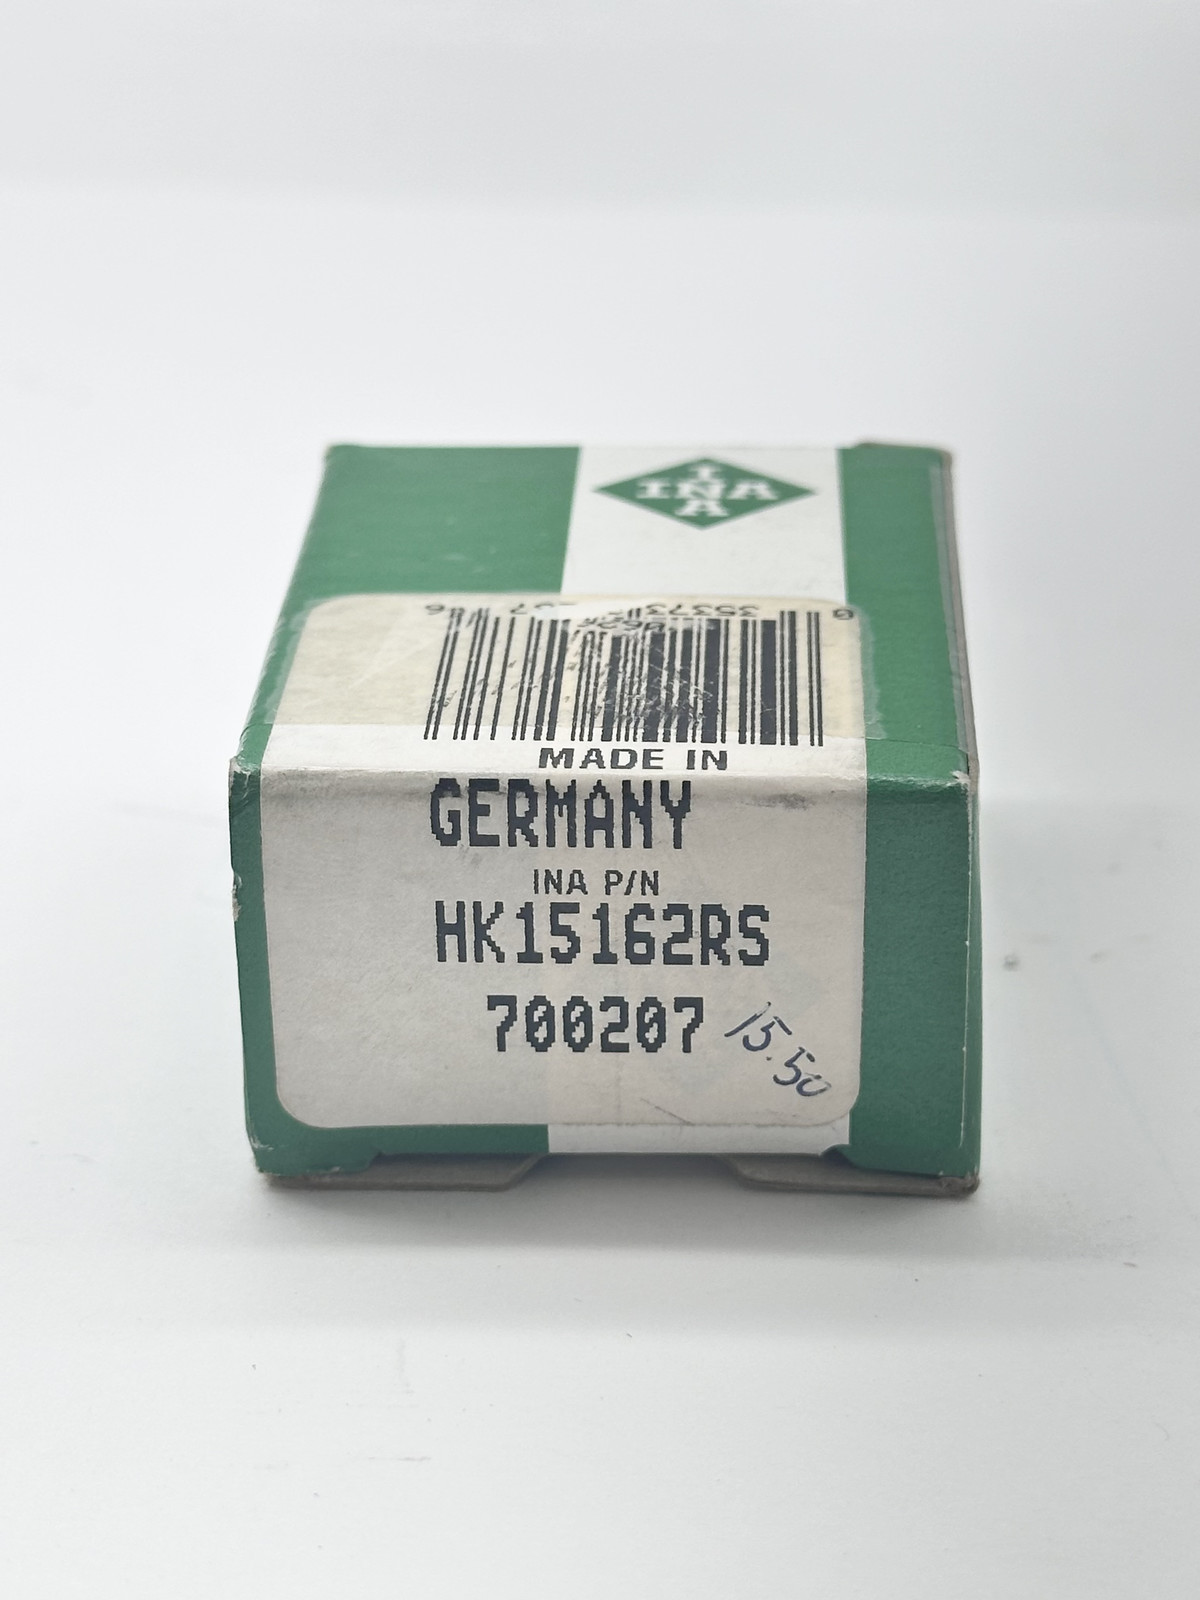 I
INA
A
MADE IN
GERMANY
INA P/N
HK15162RS
700207
15.50